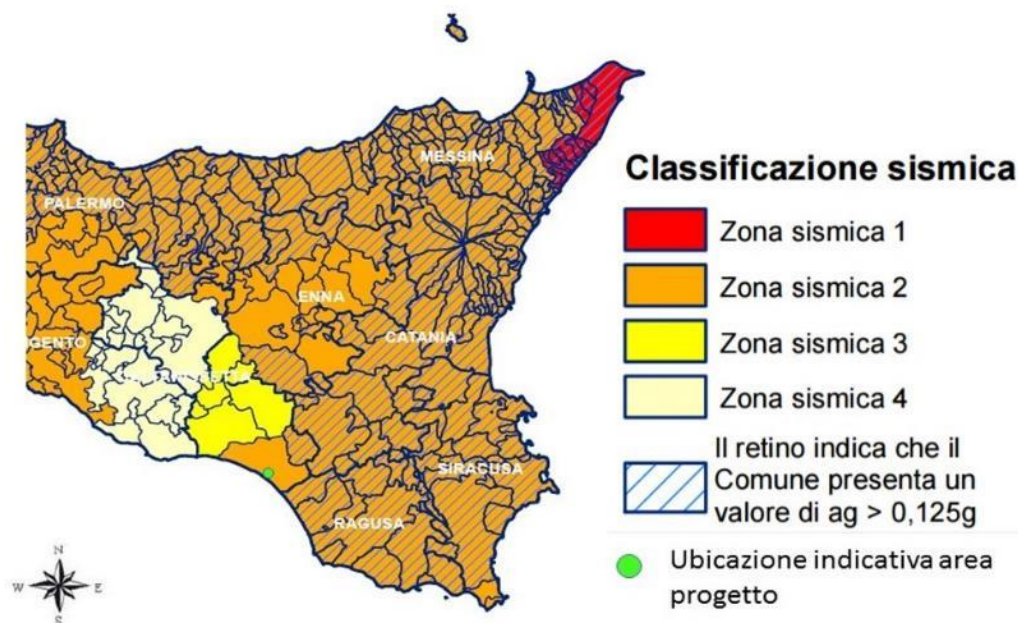 MESSINA
PALERMO
ENNA
GENTO
CATANIA
SIRACUSA
RAGUSA
N
W
E
S
Classificazione sismica
Zona sismica 1
Zona sismica 2
Zona sismica 3
Zona sismica 4
Il retino indica che il
Comune presenta un
valore di ag > 0,125g
Ubicazione indicativa area
progetto